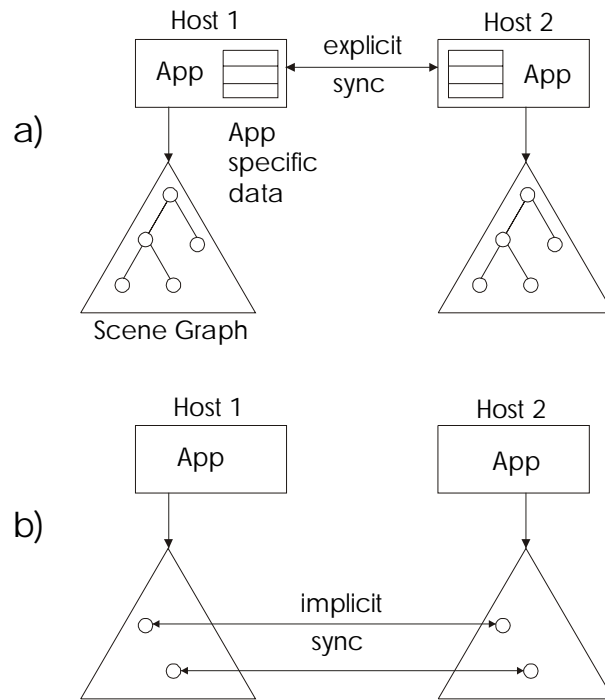 Host 1
Host 2
App
explicit
sync
App
a)
App
specific
data
Scene Graph
Host 1
Host 2
App
App
b)
implicit
sync